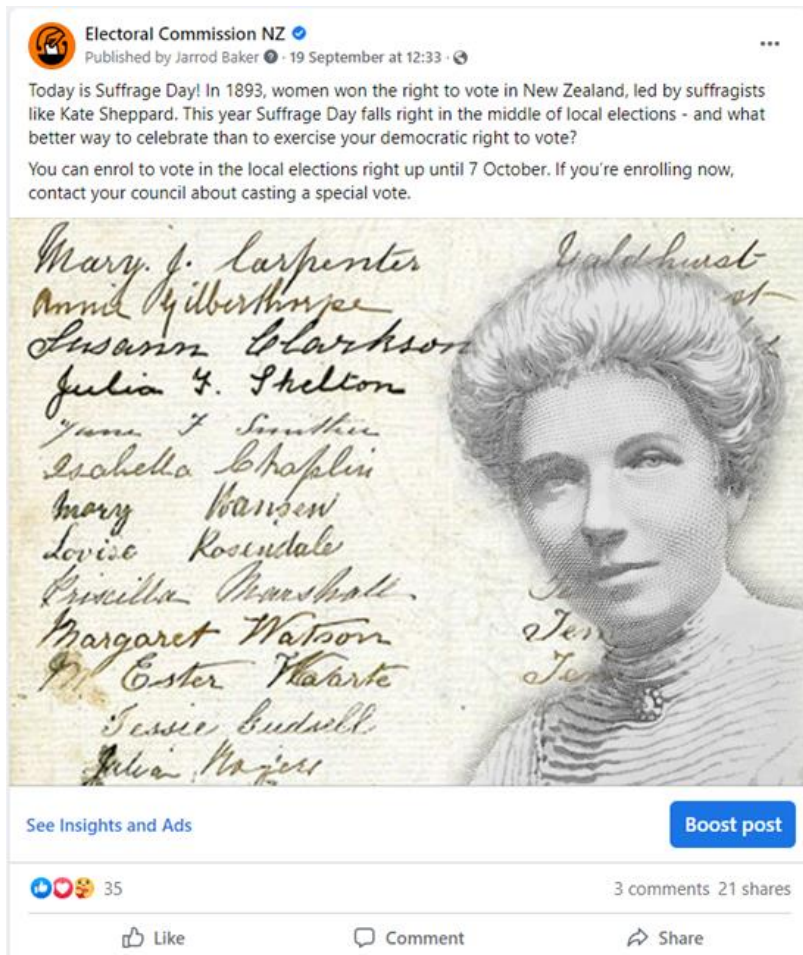 Electoral Commission NZ
Published by Jarrod Baker · 19 September at 12:33 ·
Today is Suffrage Day! In 1893, women won the right to vote in New Zealand, led by suffragists
like Kate Sheppard. This year Suffrage Day falls right in the middle of local elections - and what
better way to celebrate than to exercise your democratic right to vote?
You can enrol to vote in the local elections right up until 7 October. If you're enrolling now,
contact your council about casting a special vote.
Mary. J. Carpenter
Annie Gilberthorpe
Susann Clarkson
Julia F. Shelton
Isabella Chaplin
Mary Hansen
Lovisa Rosendale
Priscilla Marshall
Margaret Watson
M. Ester
Jessie
Julia Rogers
See Insights and Ads
Boost post
35
3 comments 21 shares
Like
Comment
Share